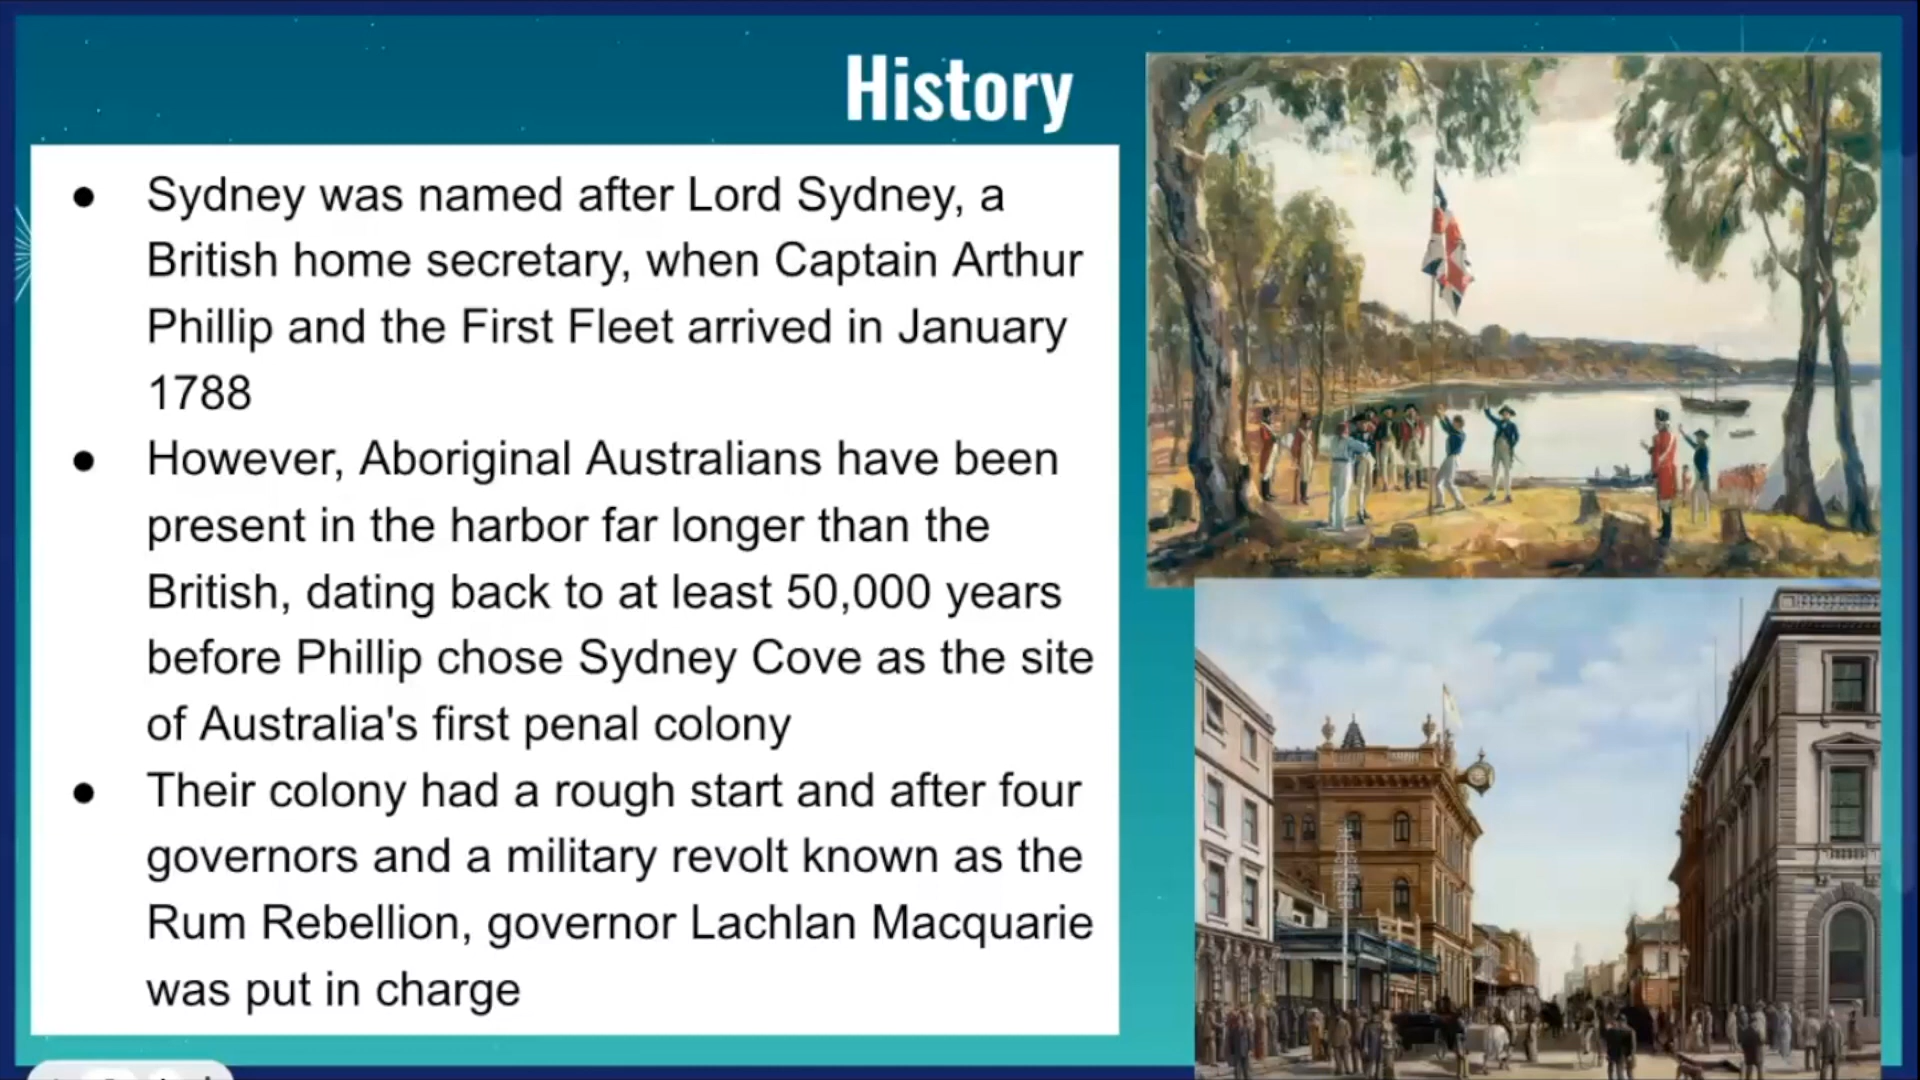 History
● Sydney was named after Lord Sydney, a
British home secretary, when Captain Arthur
Phillip and the First Fleet arrived in January
1788
● However, Aboriginal Australians have been
present in the harbor far longer than the
British, dating back to at least 50,000 years
before Phillip chose Sydney Cove as the site
of Australia's first penal colony
● Their colony had a rough start and after four
governors and a military revolt known as the
Rum Rebellion, governor Lachlan Macquarie
was put in charge